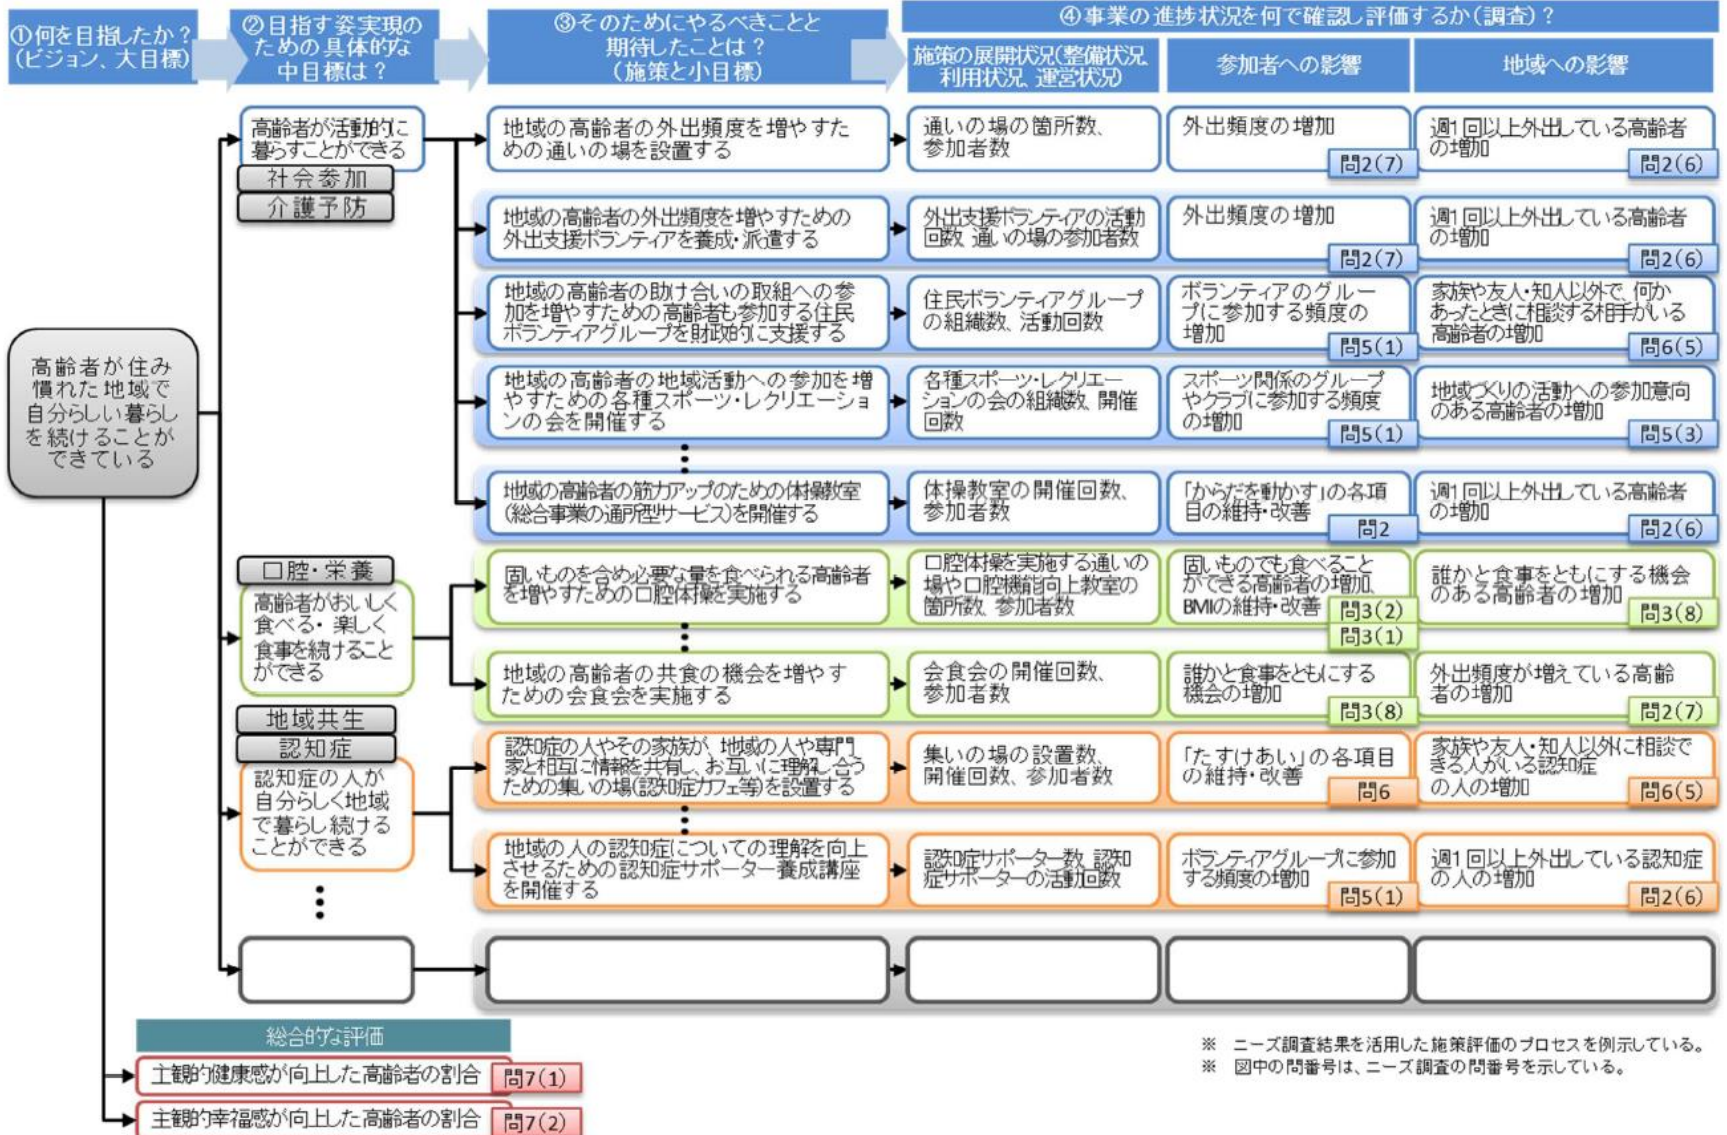 ①何を目指したか？
(ビジョン、大目標)
②目指す姿実現の
ための具体的な
中目標は？
③そのためにやるべきことと
期待したことは？
(施策と小目標)
④事業の進捗状況を何で確認し評価するか(調査)？
施策の展開状況(整備状況、
利用状況、運営状況)
参加者への影響
地域への影響
高齢者が住み
慣れた地域で
自分らしい暮らし
を続けることが
できている
高齢者が活動的に
暮らすことができる
社会参加
介護予防
地域の高齢者の外出頻度を増やすた
めの通いの場を設置する
通いの場の箇所数、
参加者数
外出頻度の増加
問2(7)
週1回以上外出している高齢者
の増加
問2(6)
地域の高齢者の外出頻度を増やすための
外出支援ボランティアを養成・派遣する
外出支援ボランティアの活動
回数、通いの場の参加者数
外出頻度の増加
問2(7)
週1回以上外出している高齢者
の増加
問2(6)
地域の高齢者の助け合いの取組への参
加を増やすための高齢者も参加する住民
ボランティアグループを財政的に支援する
住民ボランティアグループ
の組織数、活動回数
ボランティアのグルー
プに参加する頻度の
増加
問5(1)
家族や友人・知人以外で、何か
あったときに相談する相手がいる
高齢者の増加
問6(5)
地域の高齢者の地域活動への参加を増
やすための各種スポーツ・レクリエーショ
ンの会を開催する
各種スポーツ・レクリエー
ションの会の組織数、開催
回数
スポーツ関係のグループ
やクラブに参加する頻度
の増加
問5(1)
地域づくりの活動への参加意向
のある高齢者の増加
問5(3)
地域の高齢者の筋力アップのための体操教室
(総合事業の通所型サービス)を開催する
体操教室の開催回数、
参加者数
「からだを動かす」の各項
目の維持・改善
問2
週1回以上外出している高齢者
の増加
問2(6)
口腔・栄養
高齢者がおいしく
食べる・楽しく
食事を続けること
ができる
固いものを含め必要な量を食べられる高齢者
を増やすための口腔体操を実施する
口腔体操を実施する通いの
場や口腔機能向上教室の
箇所数、参加者数
固いものでも食べること
ができる高齢者の増加、
BMIの維持・改善
問3(2)
問3(1)
誰かと食事をともにする機会
のある高齢者の増加
問3(8)
地域の高齢者の共食の機会を増やす
ための会食会を実施する
会食会の開催回数、
参加者数
誰かと食事をともにする
機会の増加
問3(8)
外出頻度が増えている高齢
者の増加
問2(7)
地域共生
認知症
認知症の人が
自分らしく地域
で暮らし続ける
ことができる
認知症の人やその家族が、地域の人や専門
家と相互に情報を共有し、お互いに理解し合う
ための集いの場(認知症カフェ等)を設置する
集いの場の設置数、
開催回数、参加者数
「たすけあい」の各項目
の維持・改善
問6
家族や友人・知人以外に相談で
きる人がいる認知症
の人の増加
問6(5)
地域の人の認知症についての理解を向上
させるための認知症サポーター養成講座
を開催する
認知症サポーター数、認知
症サポーターの活動回数
ボランティアグループに参加
する頻度の増加
問5(1)
週1回以上外出している認知症
の人の増加
問2(6)
総合的な評価
主観的健康感が向上した高齢者の割合
問7(1)
主観的幸福感が向上した高齢者の割合
問7(2)
※ ニーズ調査結果を活用した施策評価のプロセスを例示している。
※ 図中の問番号は、ニーズ調査の問番号を示している。